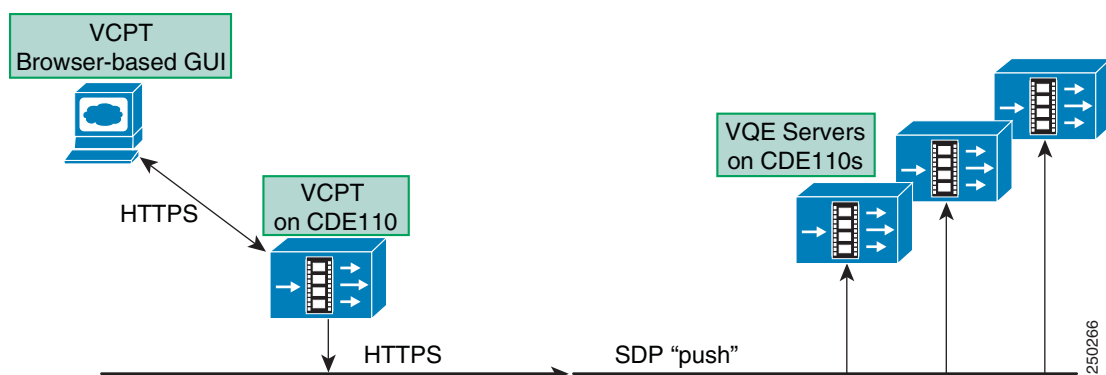 VCPT
Browser-based GUI
HTTPS
VCPT
on CDE110
VQE Servers
on CDE110s
HTTPS
SDP “push”
250266